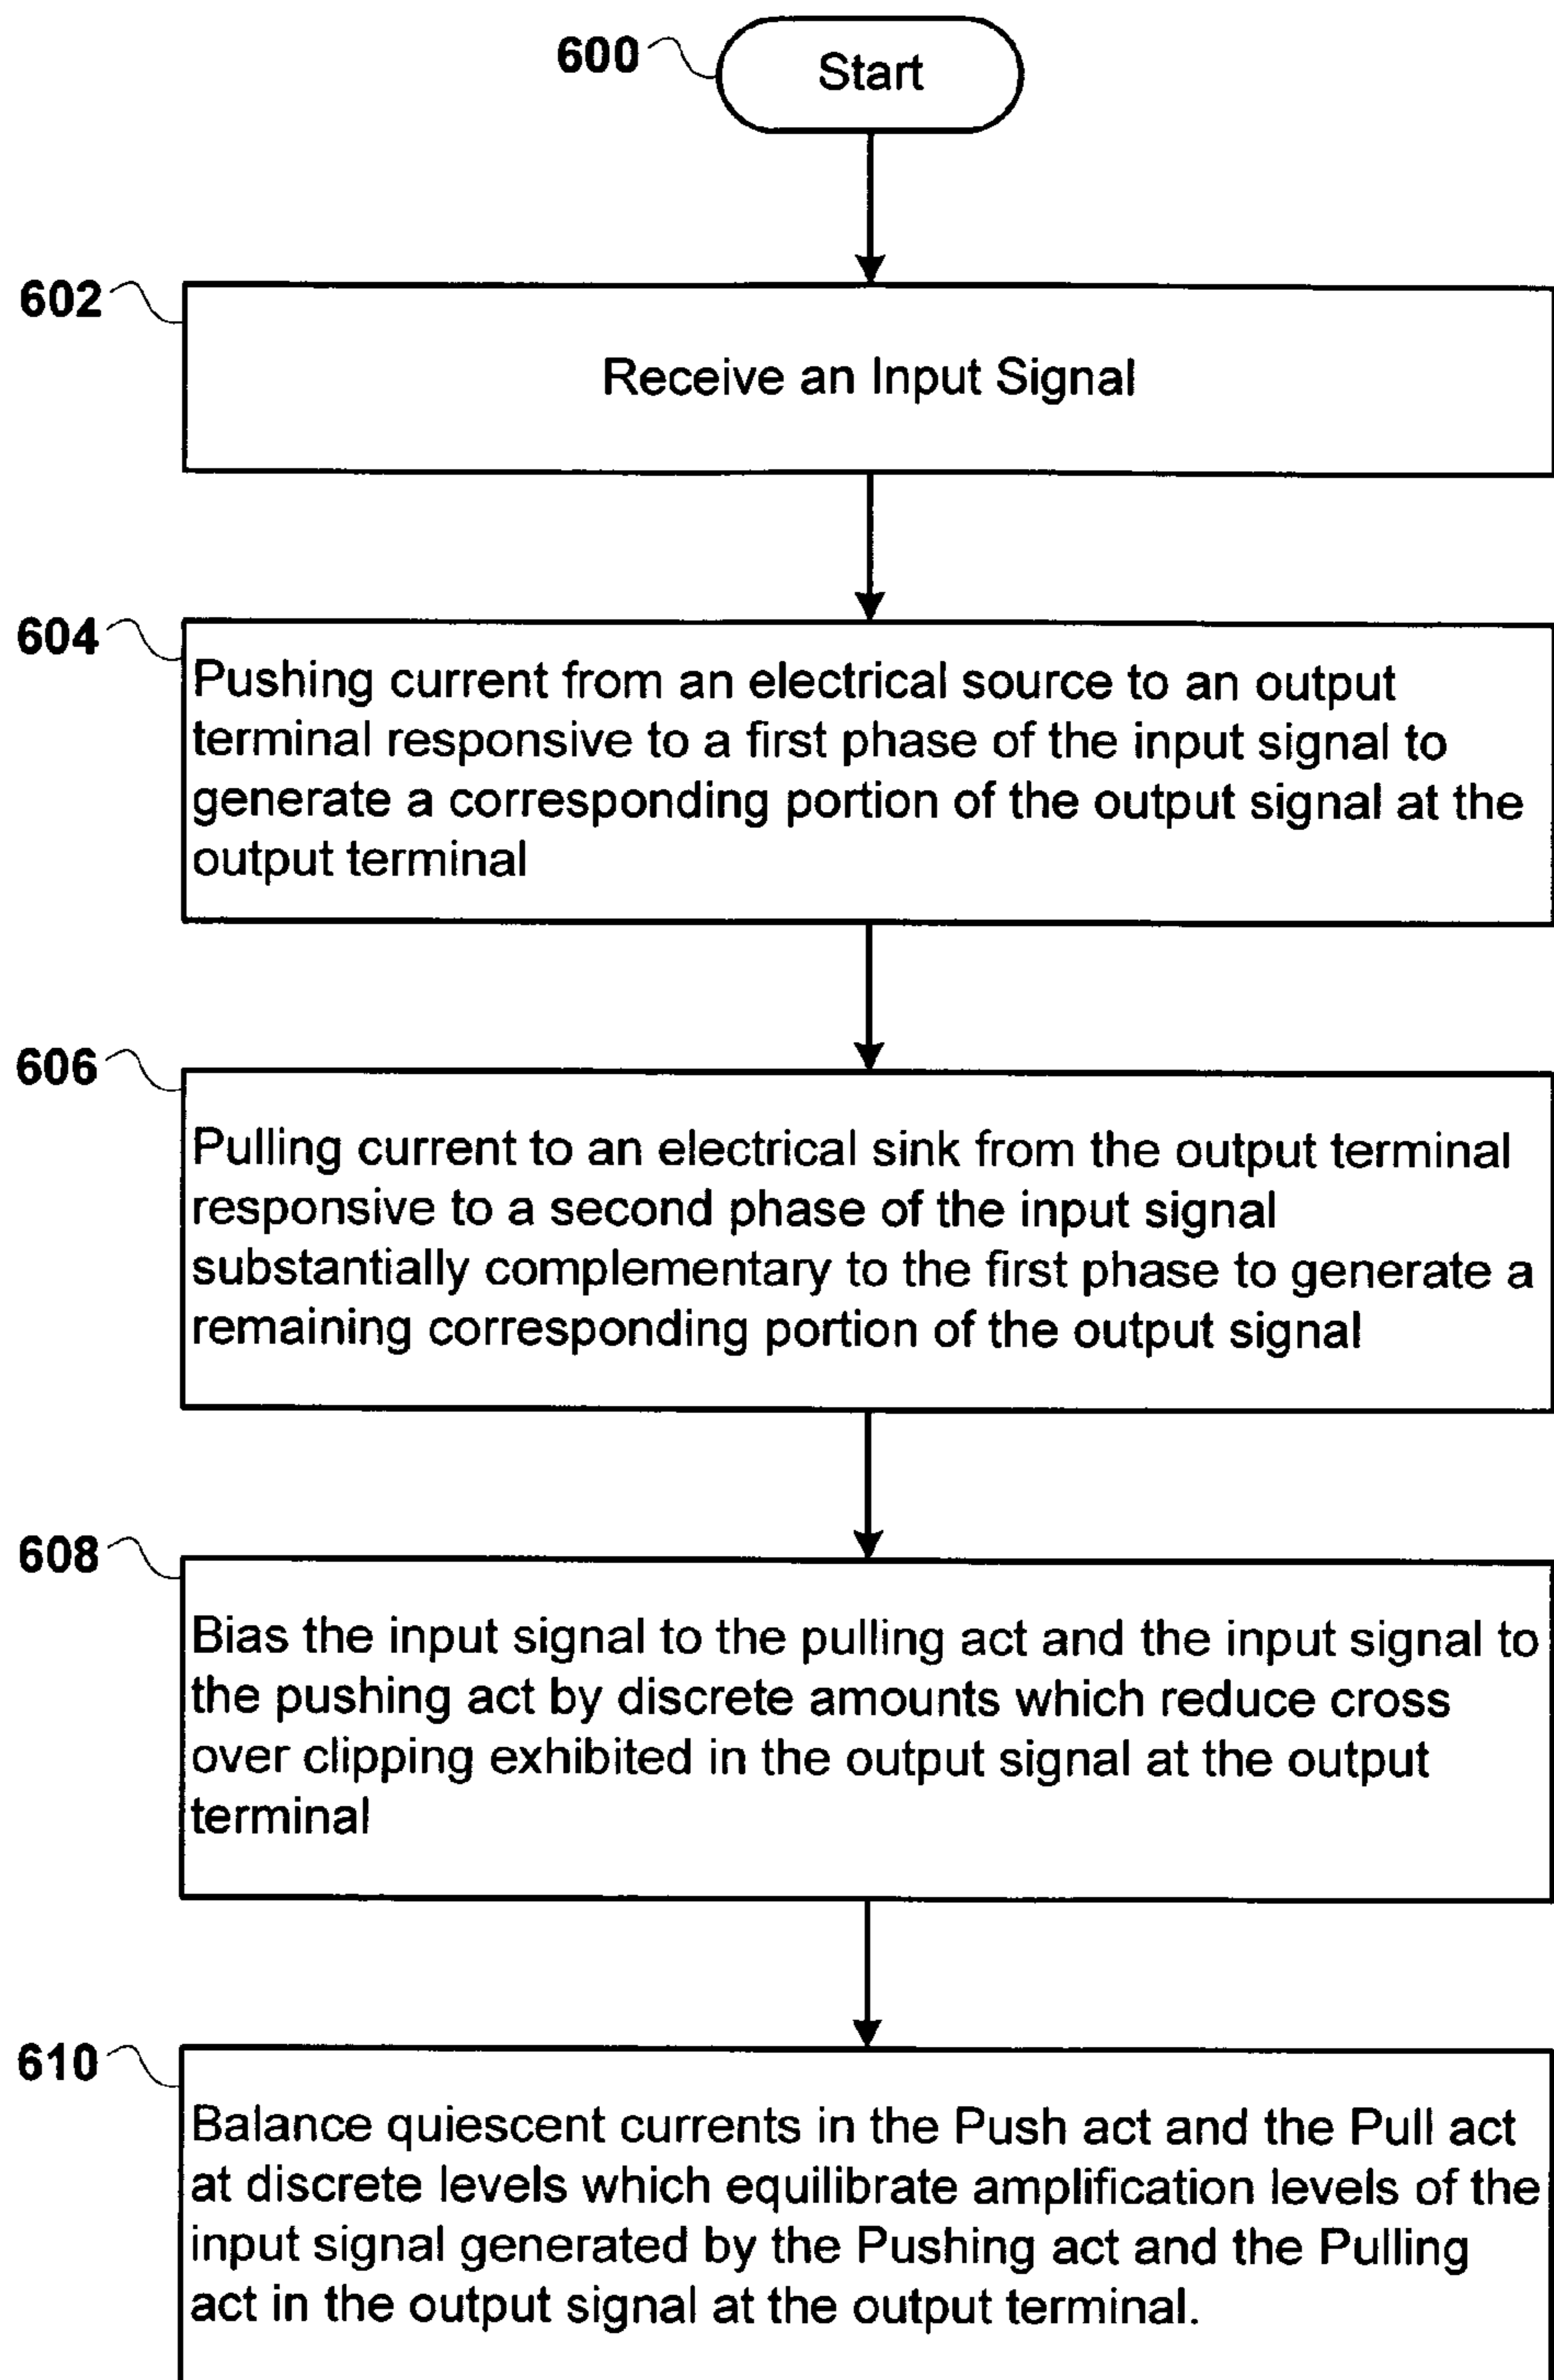 600
Start
602
Receive an Input Signal
604
Pushing current from an electrical source to an output
terminal responsive to a first phase of the input signal to
generate a corresponding portion of the output signal at the
output terminal
606
Pulling current to an electrical sink from the output terminal
responsive to a second phase of the input signal
substantially complementary to the first phase to generate a
remaining corresponding portion of the output signal
608
Bias the input signal to the pulling act and the input signal to
the pushing act by discrete amounts which reduce cross
over clipping exhibited in the output signal at the output
terminal
610
Balance quiescent currents in the Push act and the Pull act
at discrete levels which equilibrate amplification levels of the
input signal generated by the Pushing act and the Pulling
act in the output signal at the output terminal.